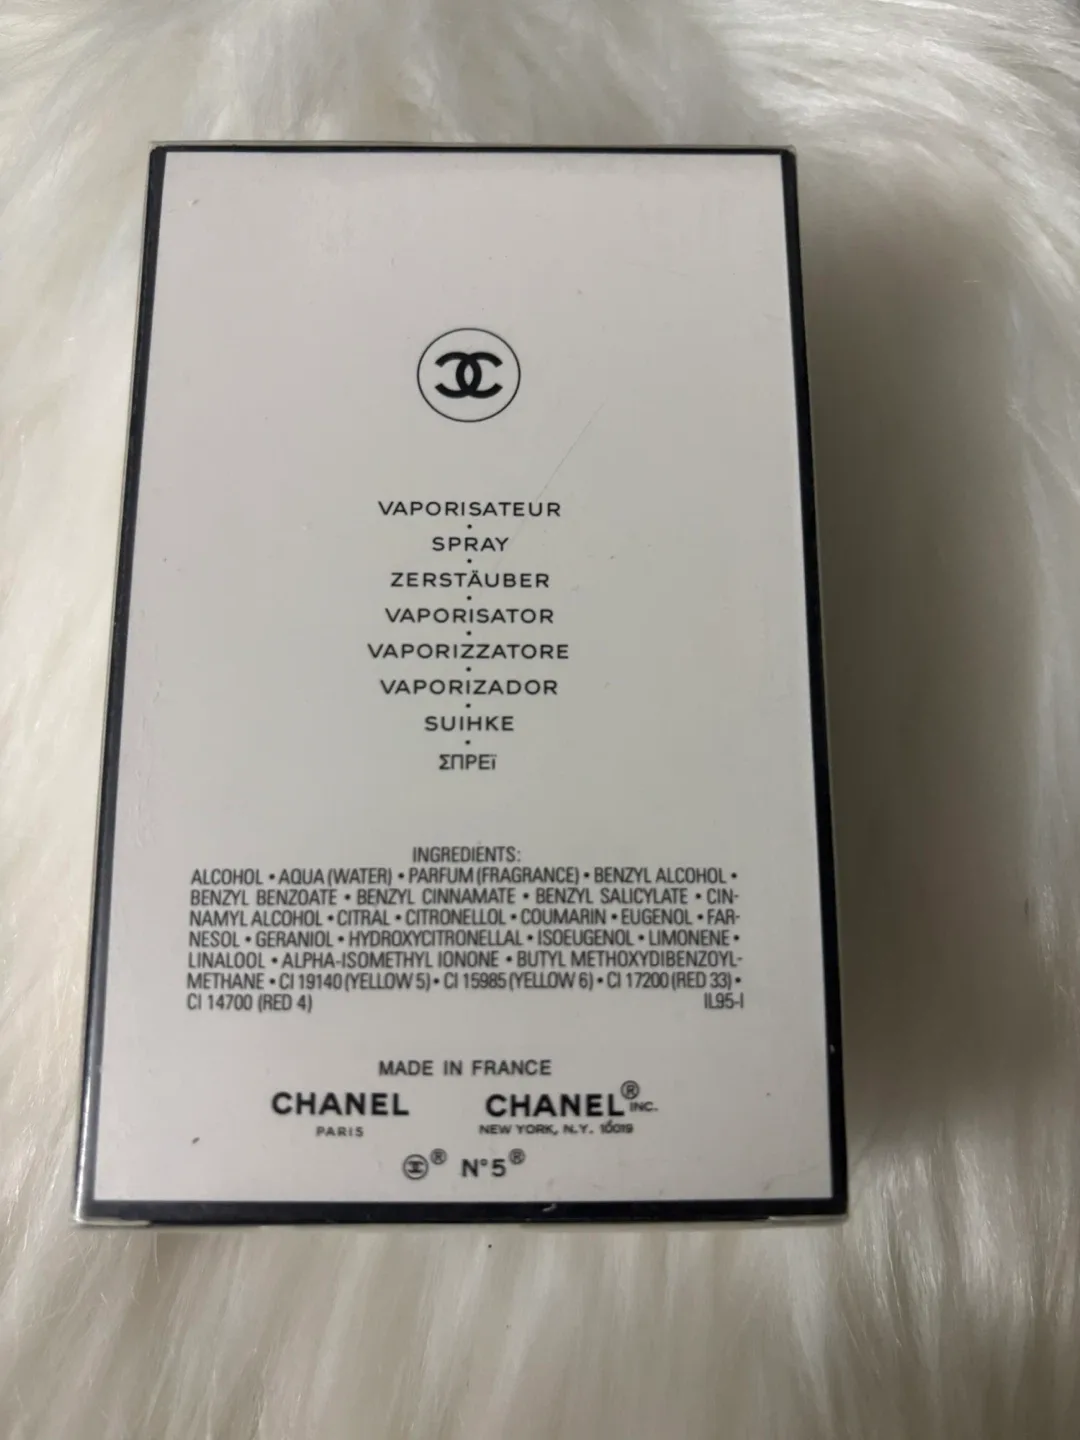 VAPORISATEUR
•
SPRAY
•
ZERSTÄUBER
•
VAPORISATOR
•
VAPORIZZATORE
•
VAPORIZADOR
•
SUIHKE
•
ΣΠΡΕϊ
INGREDIENTS:
ALCOHOL • AQUA (WATER) • PARFUM (FRAGRANCE) • BENZYL ALCOHOL •
BENZYL BENZOATE • BENZYL CINNAMATE • BENZYL SALICYLATE • CIN-
NAMYL ALCOHOL • CITRAL • CITRONELLOL • COUMARIN • EUGENOL • FAR-
NESOL • GERANIOL • HYDROXYCITRONELLAL • ISOEUGENOL • LIMONENE •
LINALOOL • ALPHA-ISOMETHYL IONONE • BUTYL METHOXYDIBENZOYL-
METHANE • CI 19140 (YELLOW 5) • CI 15985 (YELLOW 6) • CI 17200 (RED 33) •
CI 14700 (RED 4) IL95-I
MADE IN FRANCE
CHANEL CHANEL® INC.
PARIS NEW YORK, N.Y. 10019
® N°5®